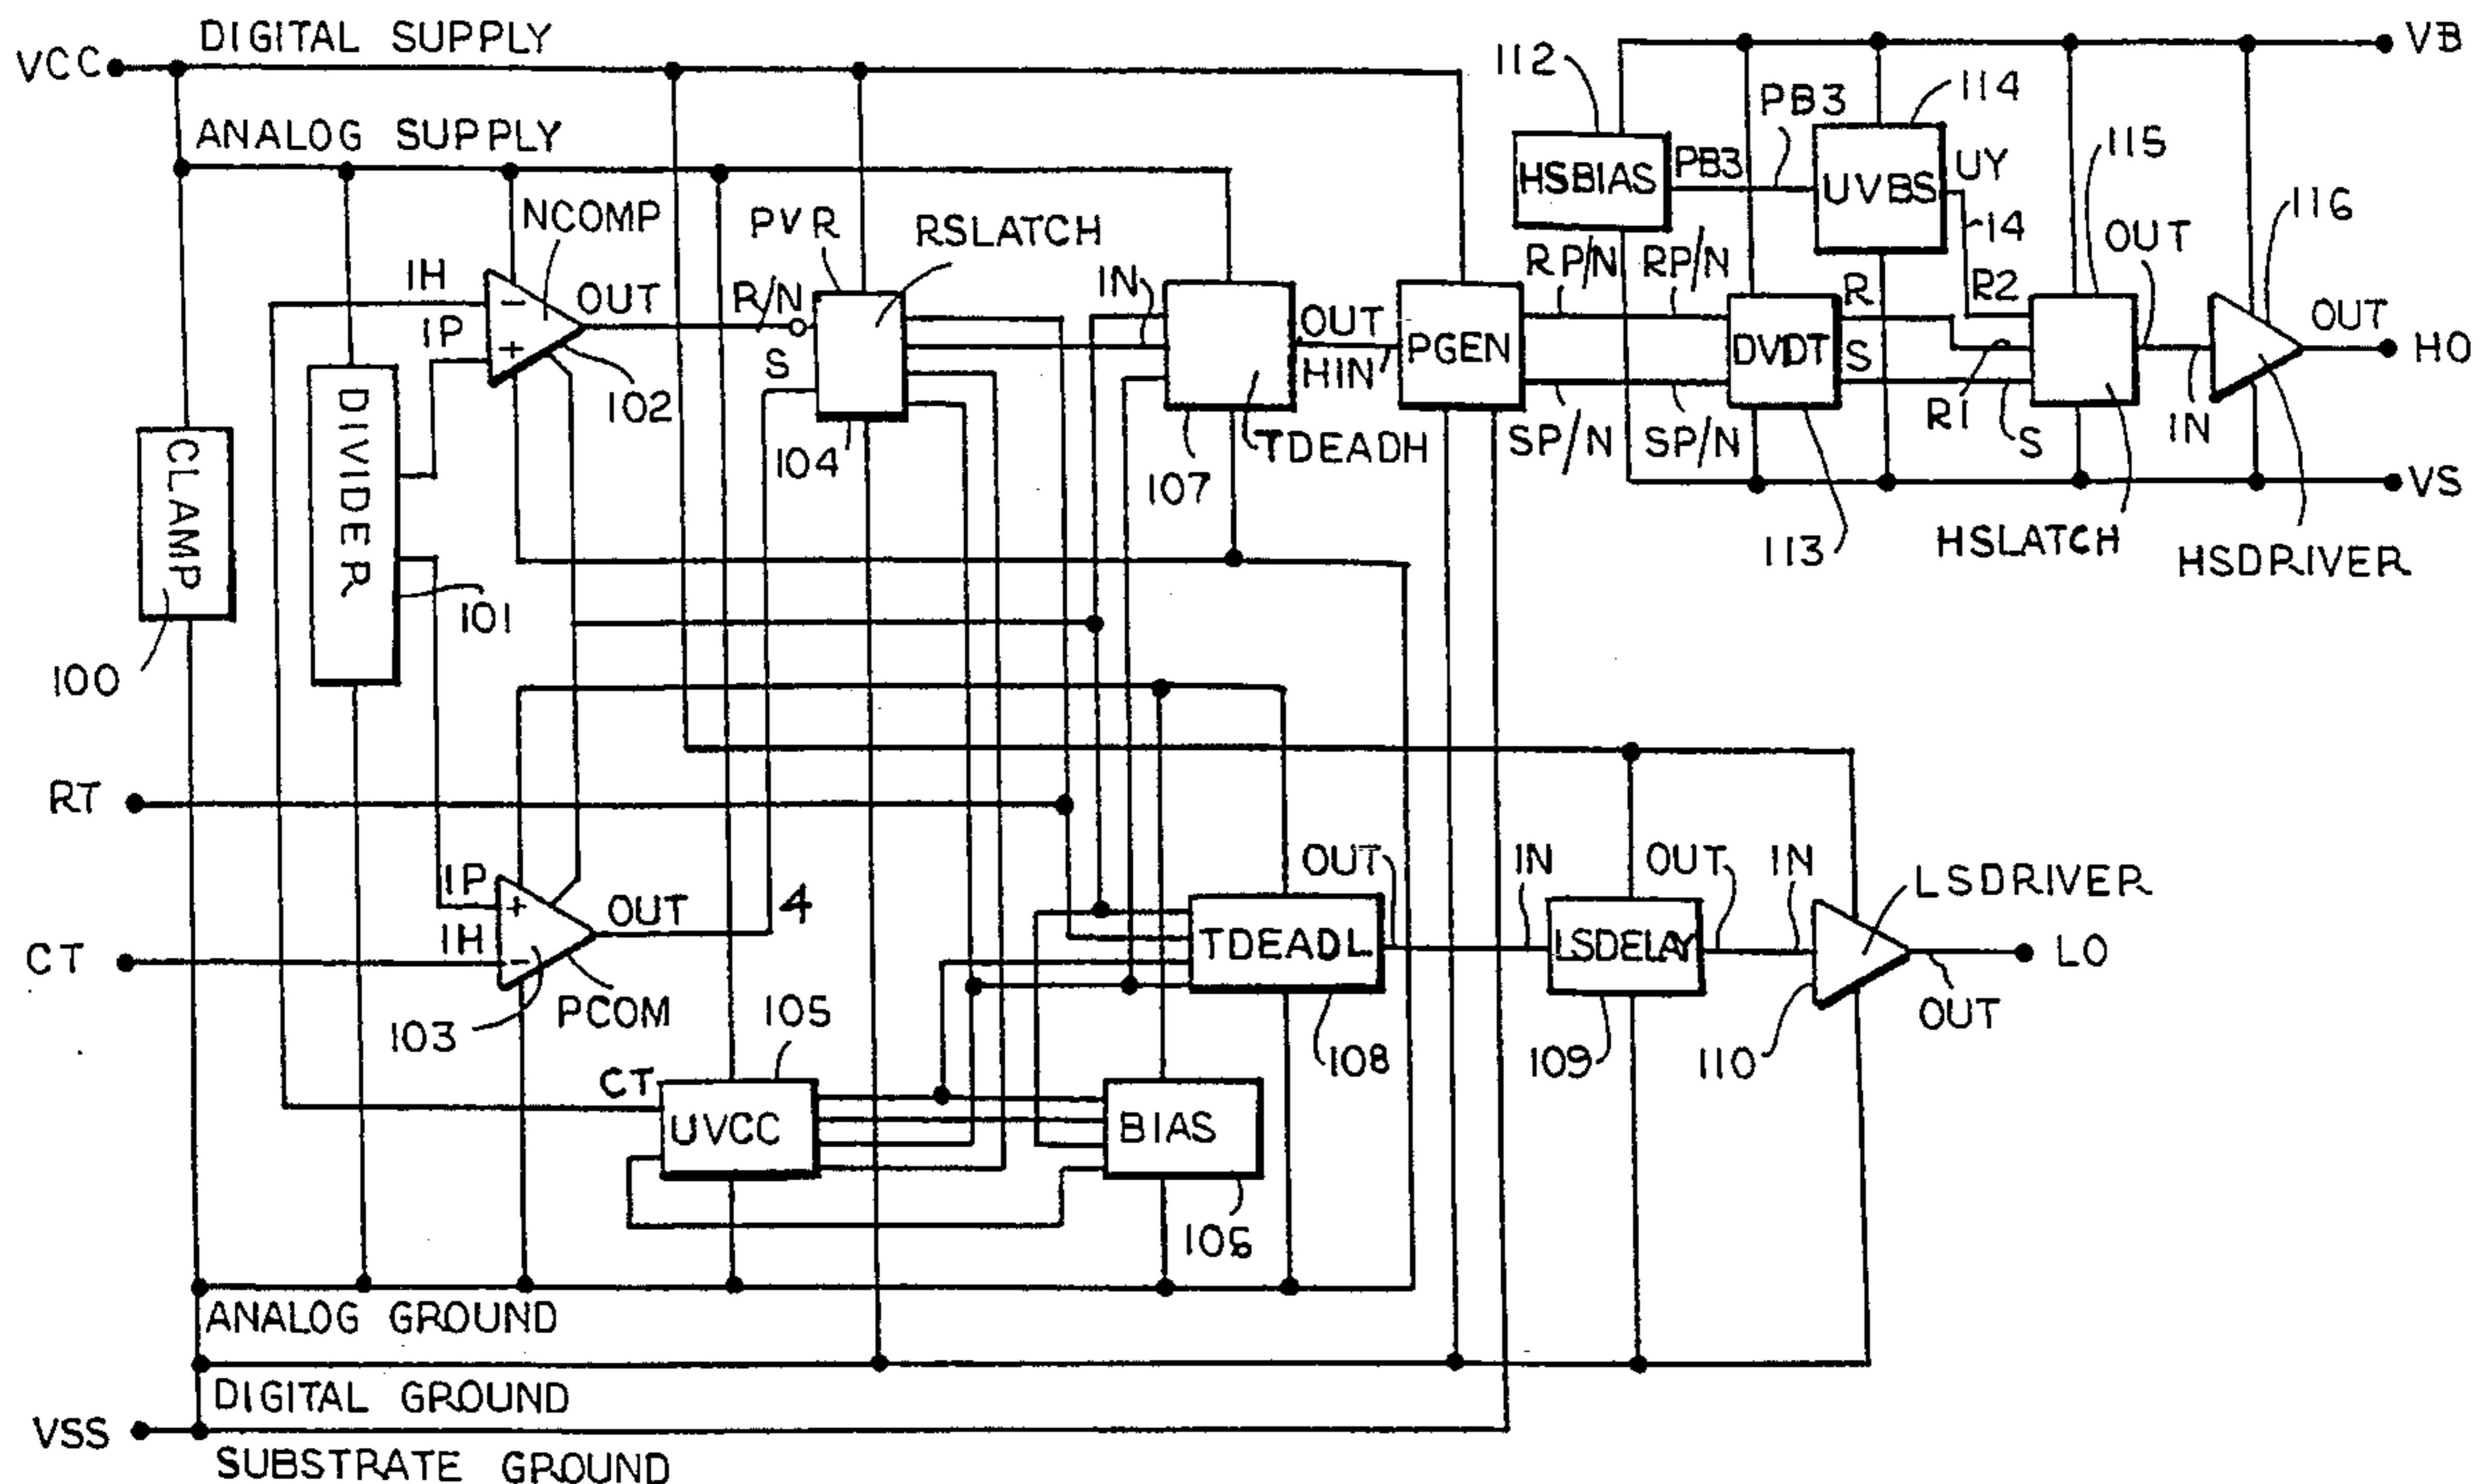 VCC
DIGITAL SUPPLY
VB
112
PB3
114
ANALOG SUPPLY
115
HSBIAS
PB3
UVBS
UY
NCOMP
PVR
RSLATCH
14
116
IH
OUT
R/N
IN
RP/N
RP/N
R
R2
OUT
IP
−
+
S
OUT
HIN
PGEN
DVDT
S
OUT
HO
DIVIDER
102
104
TDEADH
SP/N
SP/N
R1
S
IN
CLAMP
107
VS
113
HSLATCH
HSDRIVER
101
100
RT
OUT
IN
OUT
IN
LSDRIVER
IP
+
OUT
4
IH
−
CT
TDEADL
LSDELAY
LO
103
PCOM
105
108
109
110
OUT
CT
UVCC
BIAS
106
ANALOG GROUND
DIGITAL GROUND
VSS
SUBSTRATE GROUND